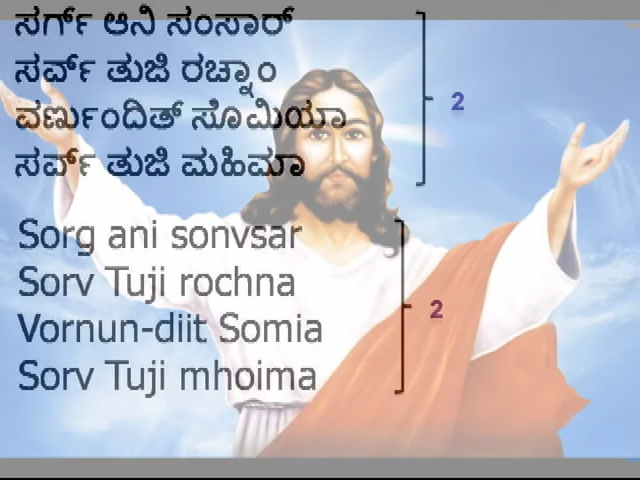 ಸರ್ಗ್ ಆನಿ ಸಂಸಾರ್
ಸರ್ವ್ ತುಜಿ ರಚ್ನಾಂ
ವರ್ಣುಂದಿತ್ ಸೊಮಿಯಾ
ಸರ್ವ್ ತುಜಿ ಮಹಿಮಾ
2
Sorg ani sonvsar
Sorv Tuji rochna
Vornun-diit Somia
Sorv Tuji mhoima
2